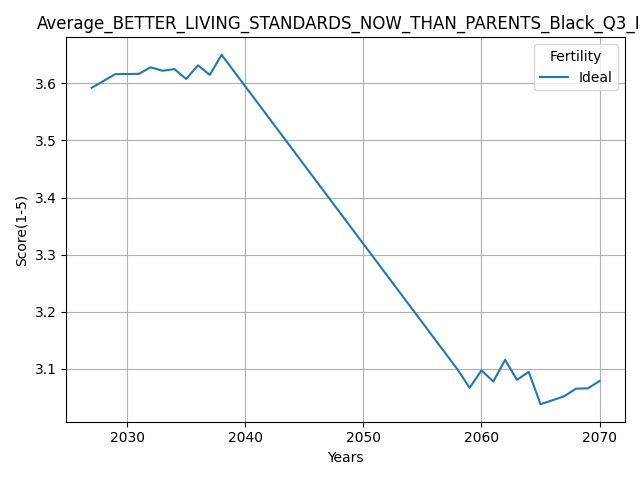 Average_BETTER_LIVING_STANDARDS_NOW_THAN_PARENTS_Black_Q3_
Fertility
Ideal
Score(1-5)
3.6
3.5
3.4
3.3
3.2
3.1
2030 2040 2050 2060 2070
Years